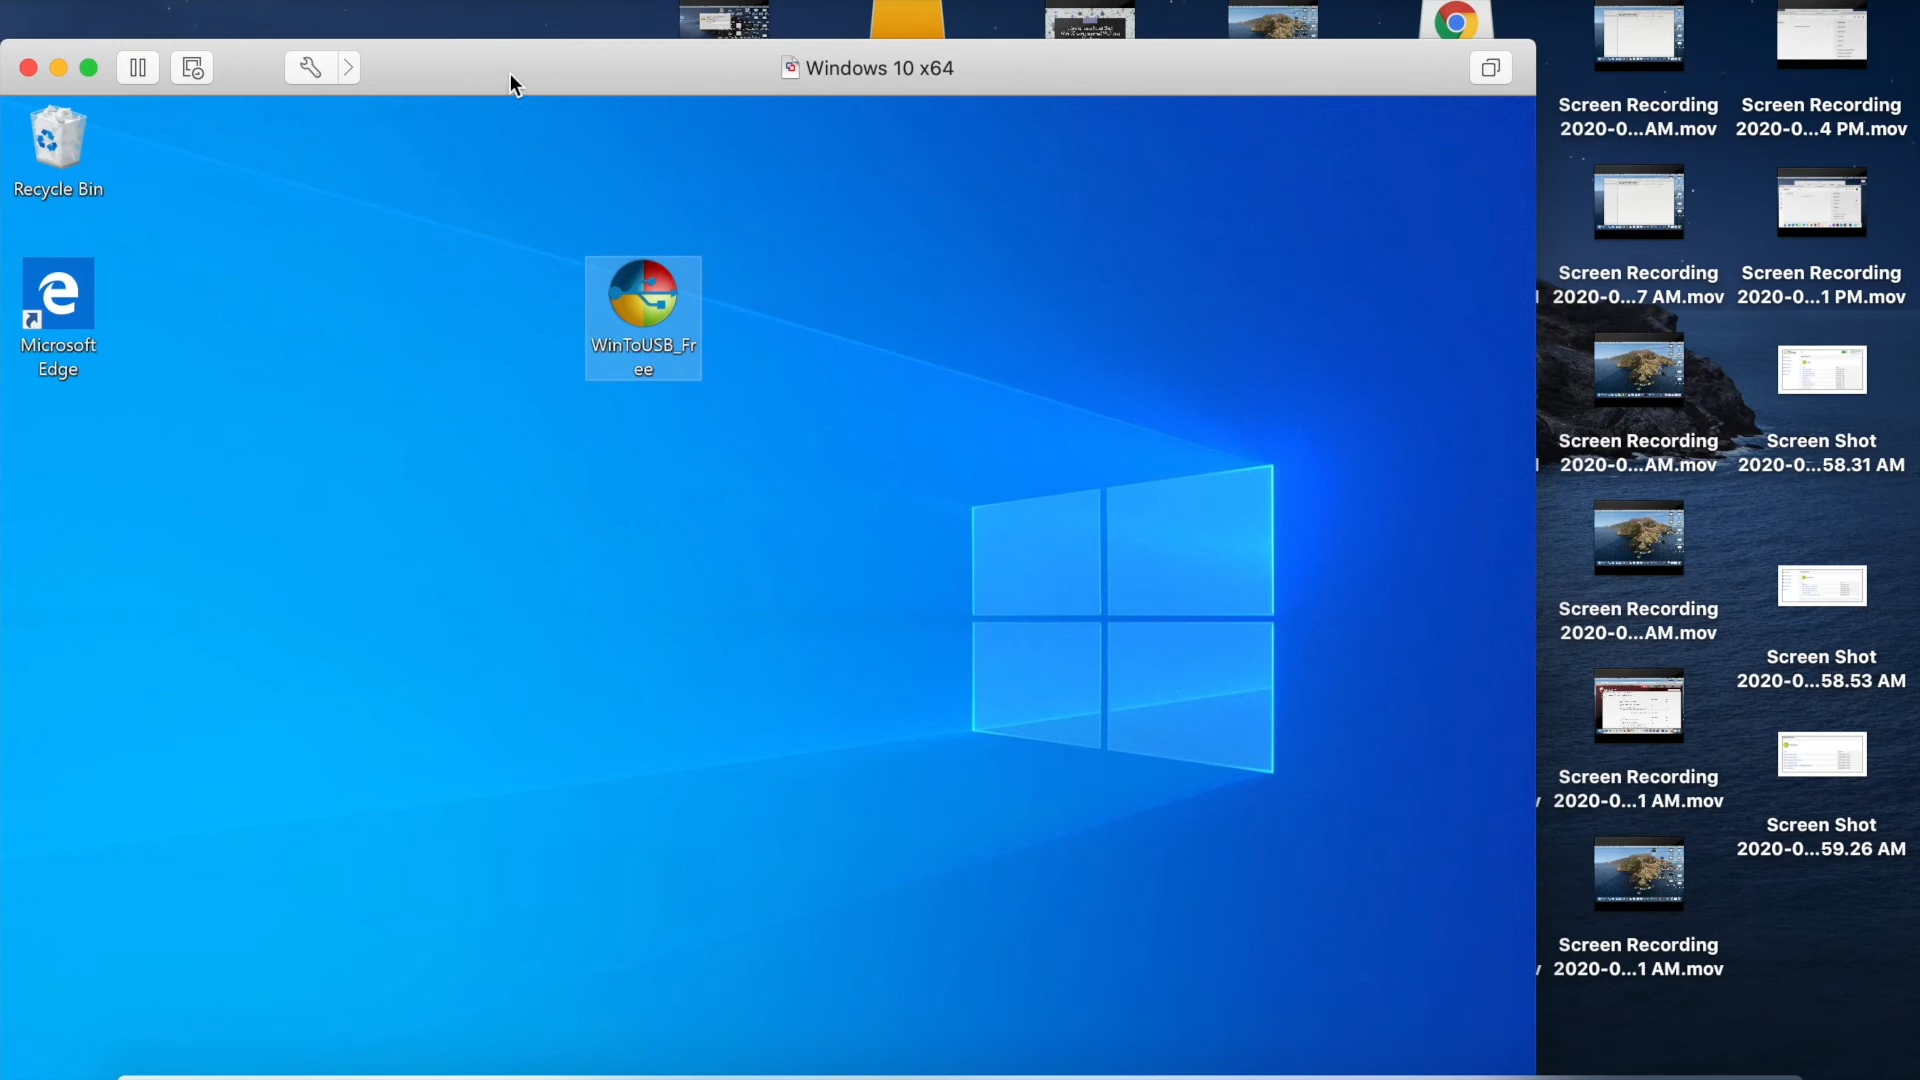 Windows 10 x64
Recycle Bin
Microsoft
Edge
WinToUSB_Fr
ee
Screen Recording
2020-0...AM.mov
Screen Recording
2020-0...4 PM.mov
Screen Recording
2020-0...7 AM.mov
Screen Recording
2020-0...1 PM.mov
Screen Recording
2020-0...AM.mov
Screen Shot
2020-0...58.31 AM
Screen Recording
2020-0...AM.mov
Screen Shot
2020-0...58.53 AM
Screen Recording
2020-0...1 AM.mov
Screen Shot
2020-0...59.26 AM
Screen Recording
2020-0...1 AM.mov